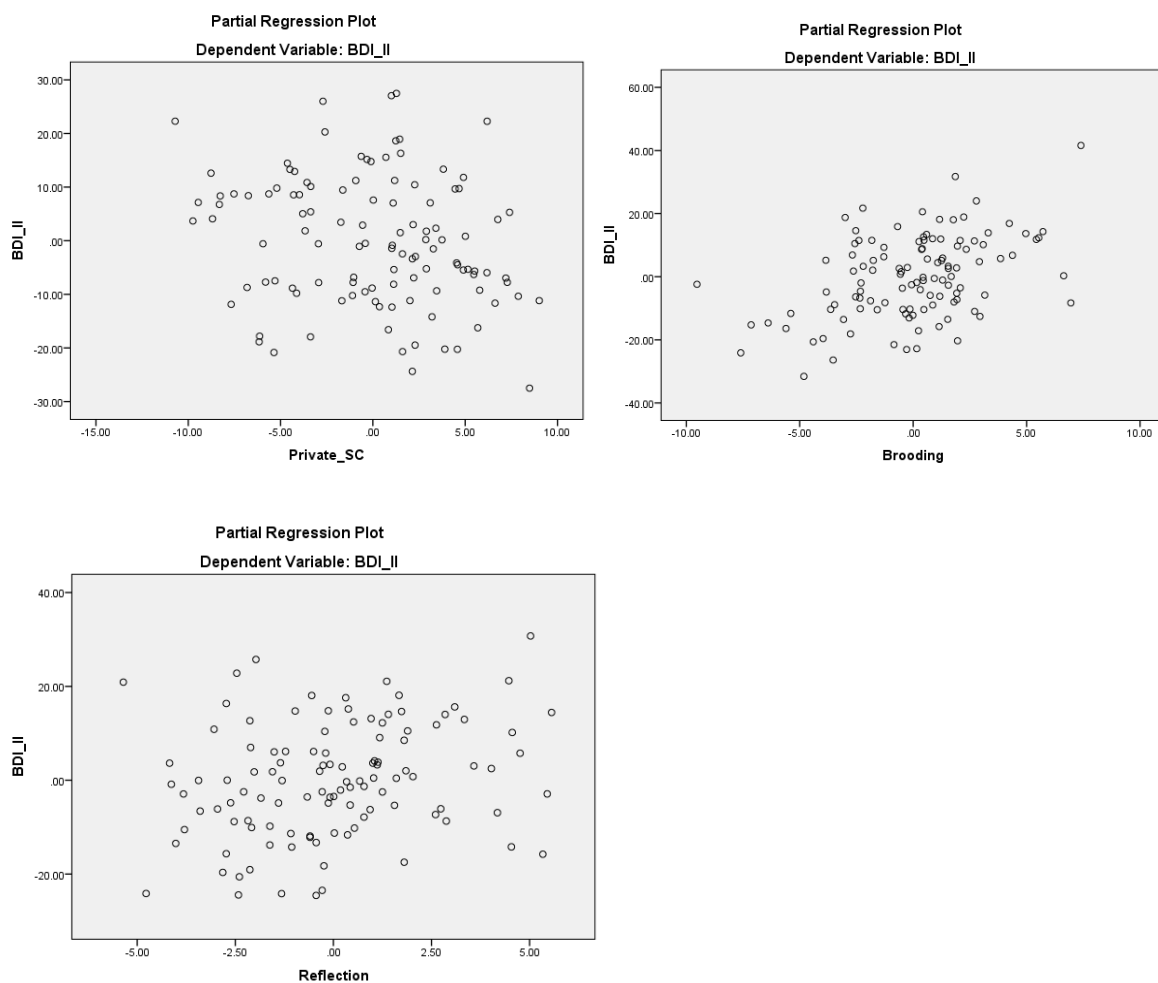 Partial Regression Plot
Dependent Variable: BDI_II
30.00
20.00
10.00
.00
-10.00
-20.00
-30.00
BDI_II
-15.00 -10.00 -5.00 .00 5.00 10.00
Private_SC
Partial Regression Plot
Dependent Variable: BDI_II
60.00
40.00
20.00
.00
-20.00
-40.00
BDI_II
-10.00 -5.00 .00 5.00 10.00
Brooding
Partial Regression Plot
Dependent Variable: BDI_II
40.00
20.00
.00
-20.00
BDI_II
-5.00 -2.50 .00 2.50 5.00
Reflection